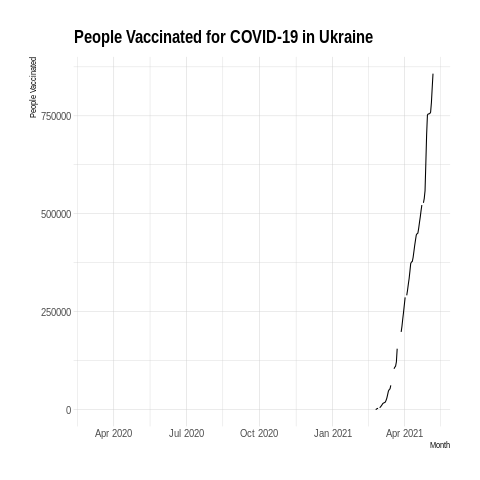 People Vaccinated for COVID-19 in Ukraine
People Vaccinated
750000
500000
250000
0
Apr 2020
Jul 2020
Oct 2020
Jan 2021
Apr 2021
Month